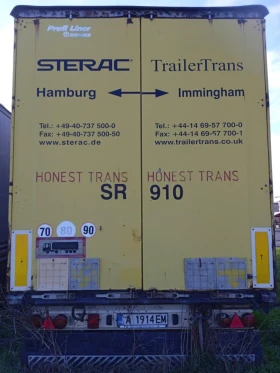 Profi Liner
STERAC® TrailerTrans
Hamburg Immingham
Tel.: +49-40-737 500-0 Tel.: +44-14 69-57 700-0
Fax: +49-40-737 500-50 Fax: +44-14 69-57 700-1
www.sterac.de www.trailertrans.co.uk
HONEST TRANS HONEST TRANS
SR 910
70 80 90
A 1914 EM